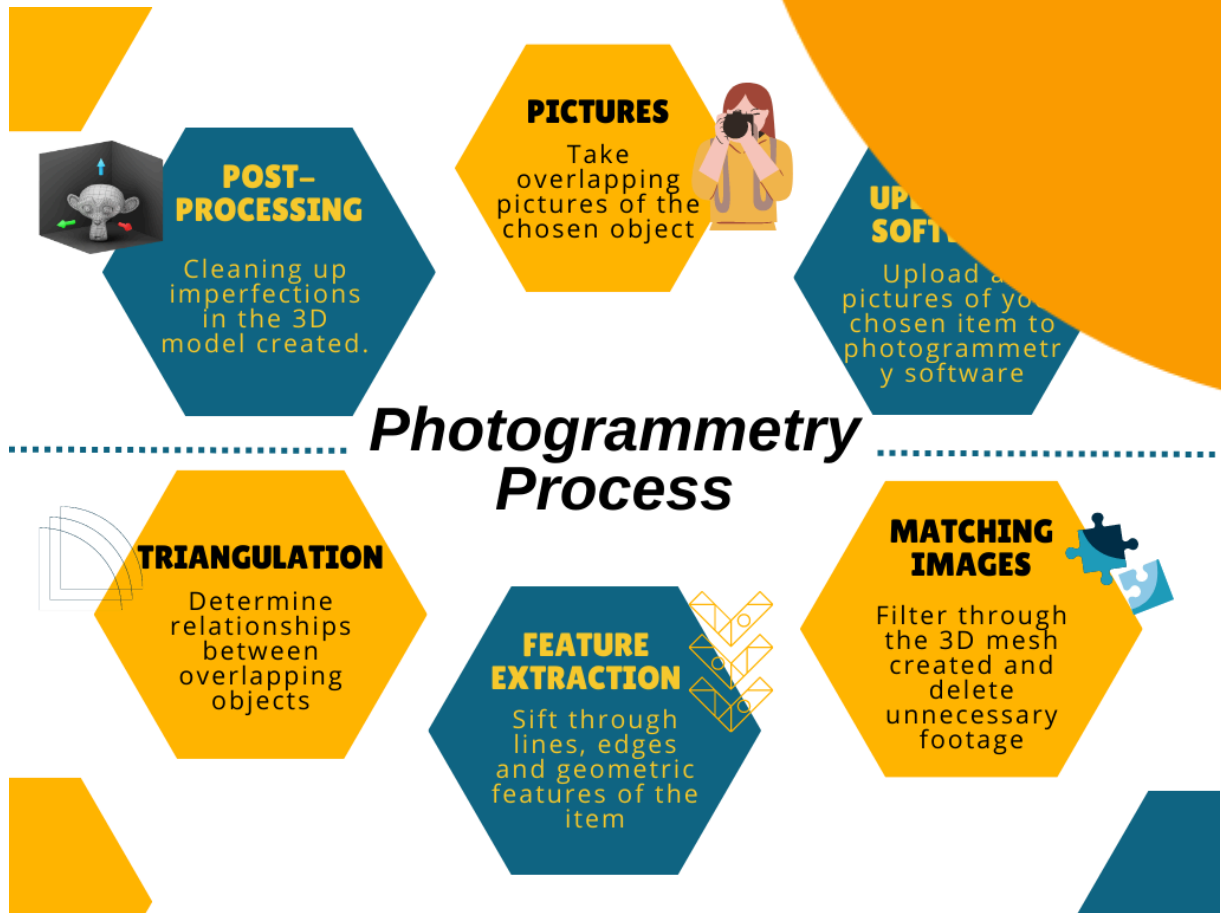 PICTURES
Take
overlapping
pictures of the
chosen object
Upload
pictures of
chosen item to
photogrammetr
y software
MATCHING
IMAGES
Filter through
the 3D mesh
created and
delete
unnecessary
footage
FEATURE
EXTRACTION
Sift through
lines, edges
and geometric
features of the
item
TRIANGULATION
Determine
relationships
between
overlapping
objects
POST-
PROCESSING
Cleaning up
imperfections
in the 3D
model created.
Photogrammetry
Process